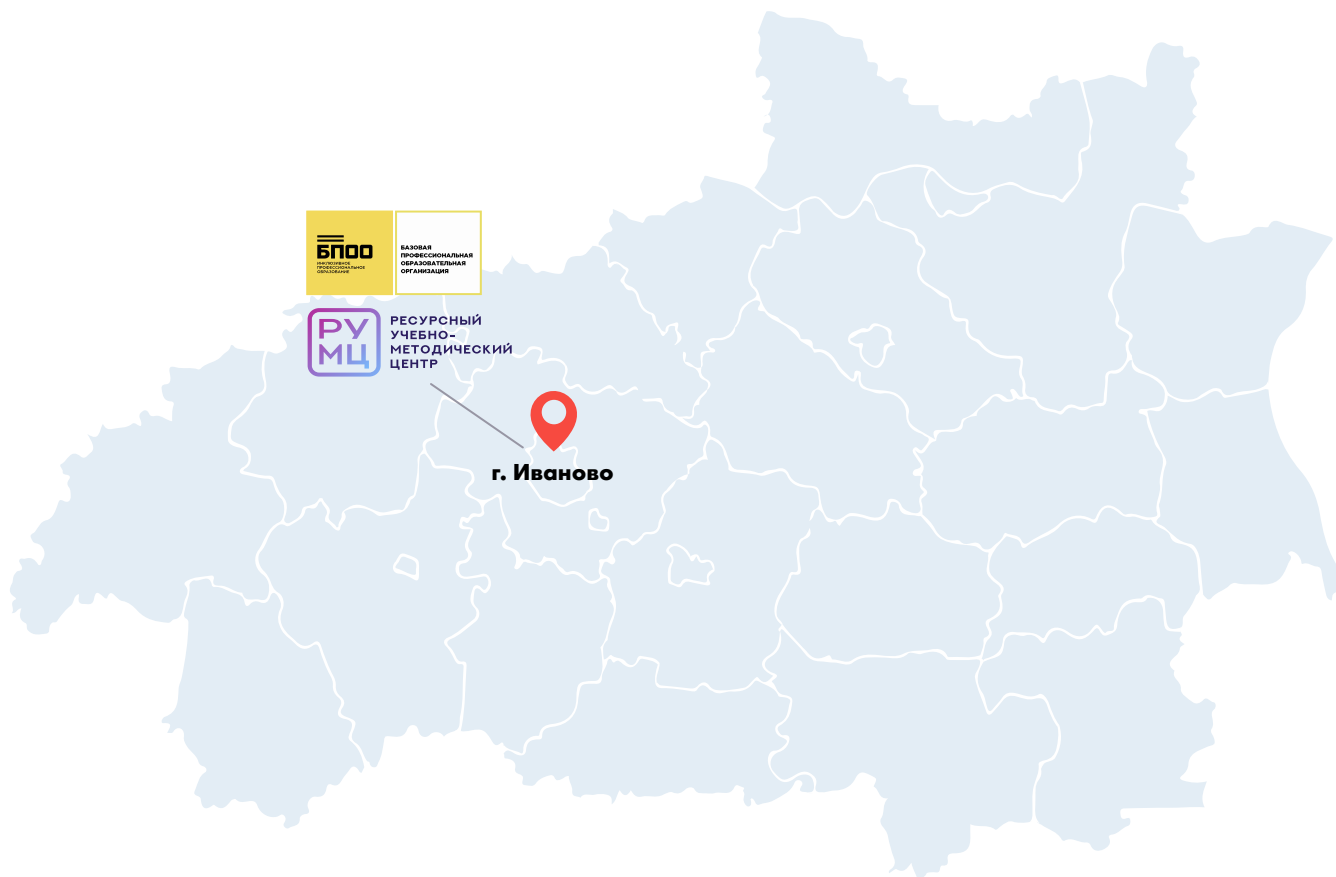 БПОО
ИНКЛЮЗИВНОЕ
ПРОФЕССИОНАЛЬНОЕ
ОБРАЗОВАНИЕ
БАЗОВАЯ
ПРОФЕССИОНАЛЬНАЯ
ОБРАЗОВАТЕЛЬНАЯ
ОРГАНИЗАЦИЯ
РУ
МЦ
РЕСУРСНЫЙ
УЧЕБНО-
МЕТОДИЧЕСКИЙ
ЦЕНТР
г. Иваново